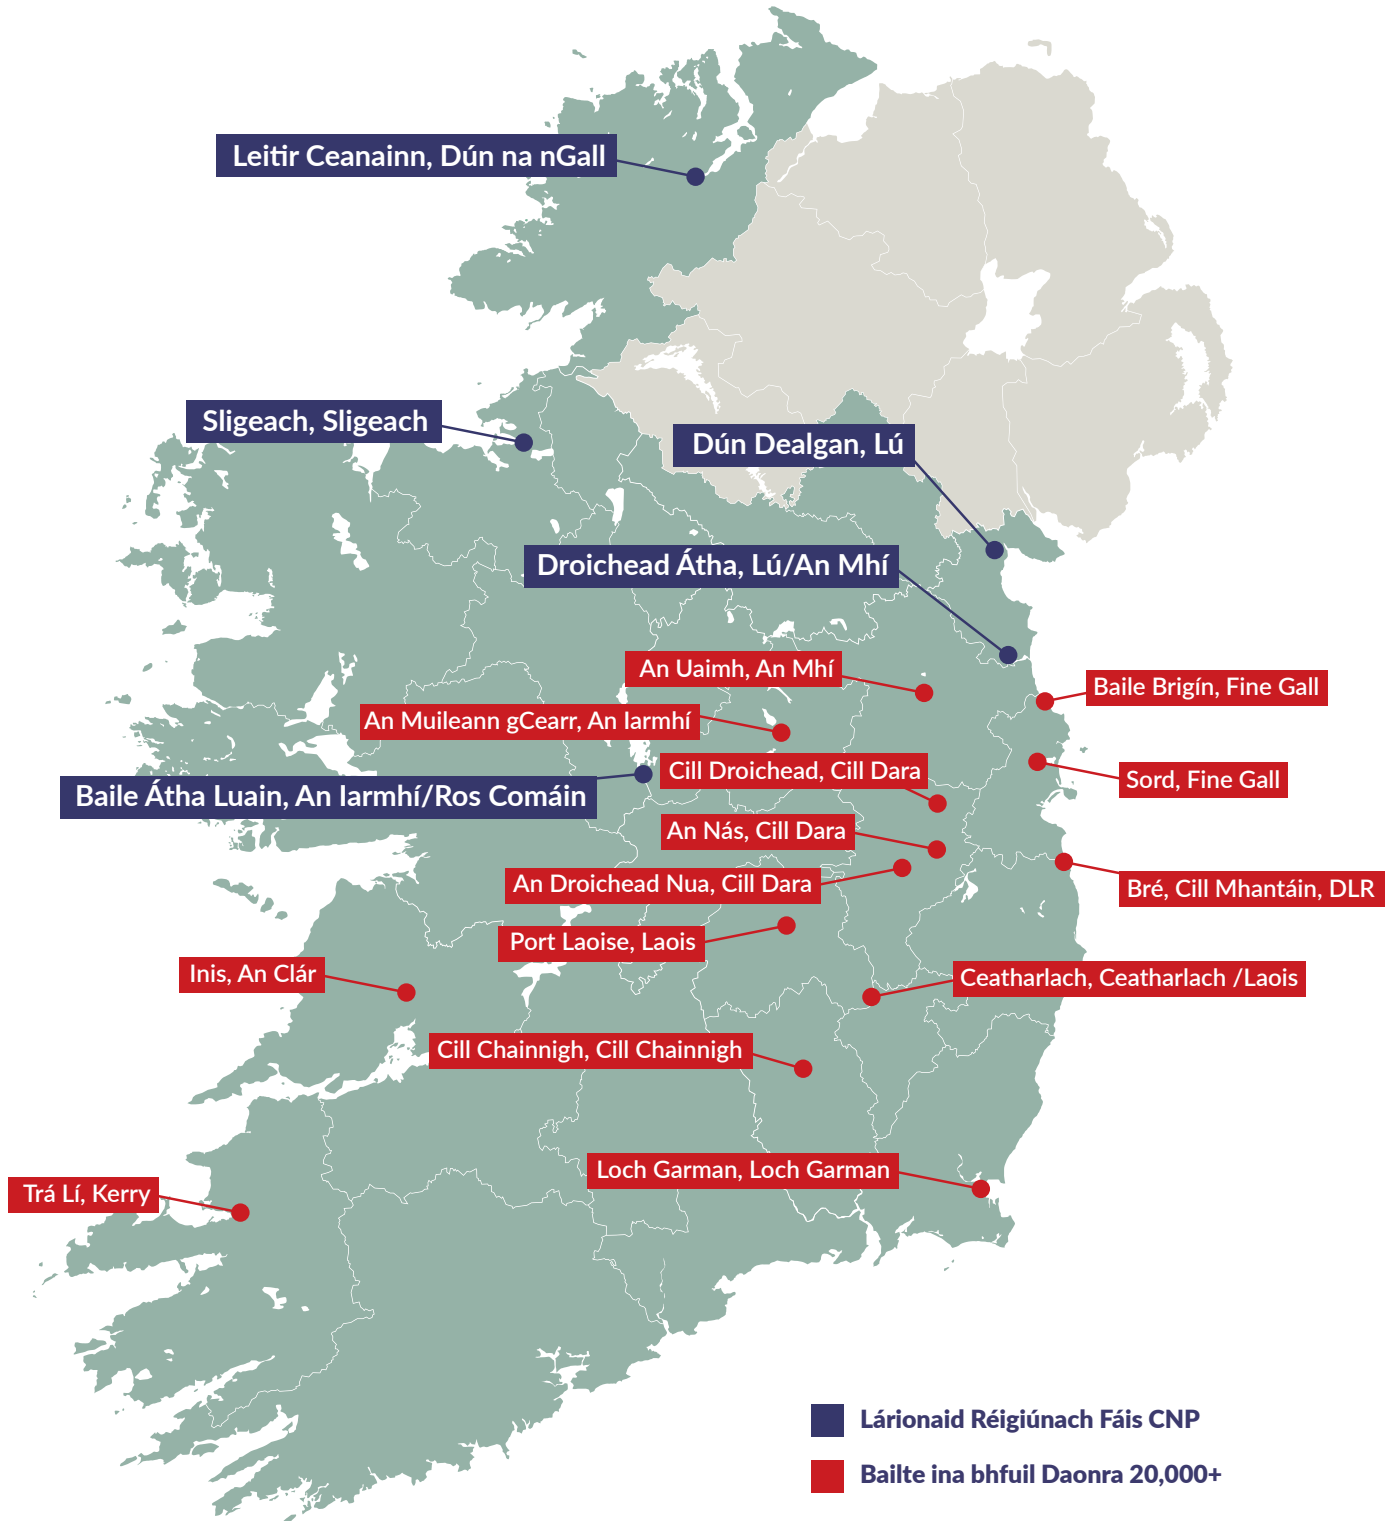 Leitir Ceanainn, Dún na nGall
Sligeach, Sligeach
Dún Dealgan, Lú
Droichead Átha, Lú/An Mhí
An Uaimh, An Mhí
Baile Brigín, Fine Gall
An Muileann gCearr, An Iarmhí
Cill Droichead, Cill Dara
Sord, Fine Gall
Baile Átha Luain, An Iarmhí/Ros Comáin
An Nás, Cill Dara
An Droichead Nua, Cill Dara
Bré, Cill Mhantáin, DLR
Port Laoise, Laois
Inis, An Clár
Ceatharlach, Ceatharlach /Laois
Cill Chainnigh, Cill Chainnigh
Loch Garman, Loch Garman
Trá Lí, Kerry
Lárionaid Réigiúnach Fáis CNP
Bailte ina bhfuil Daonra 20,000+